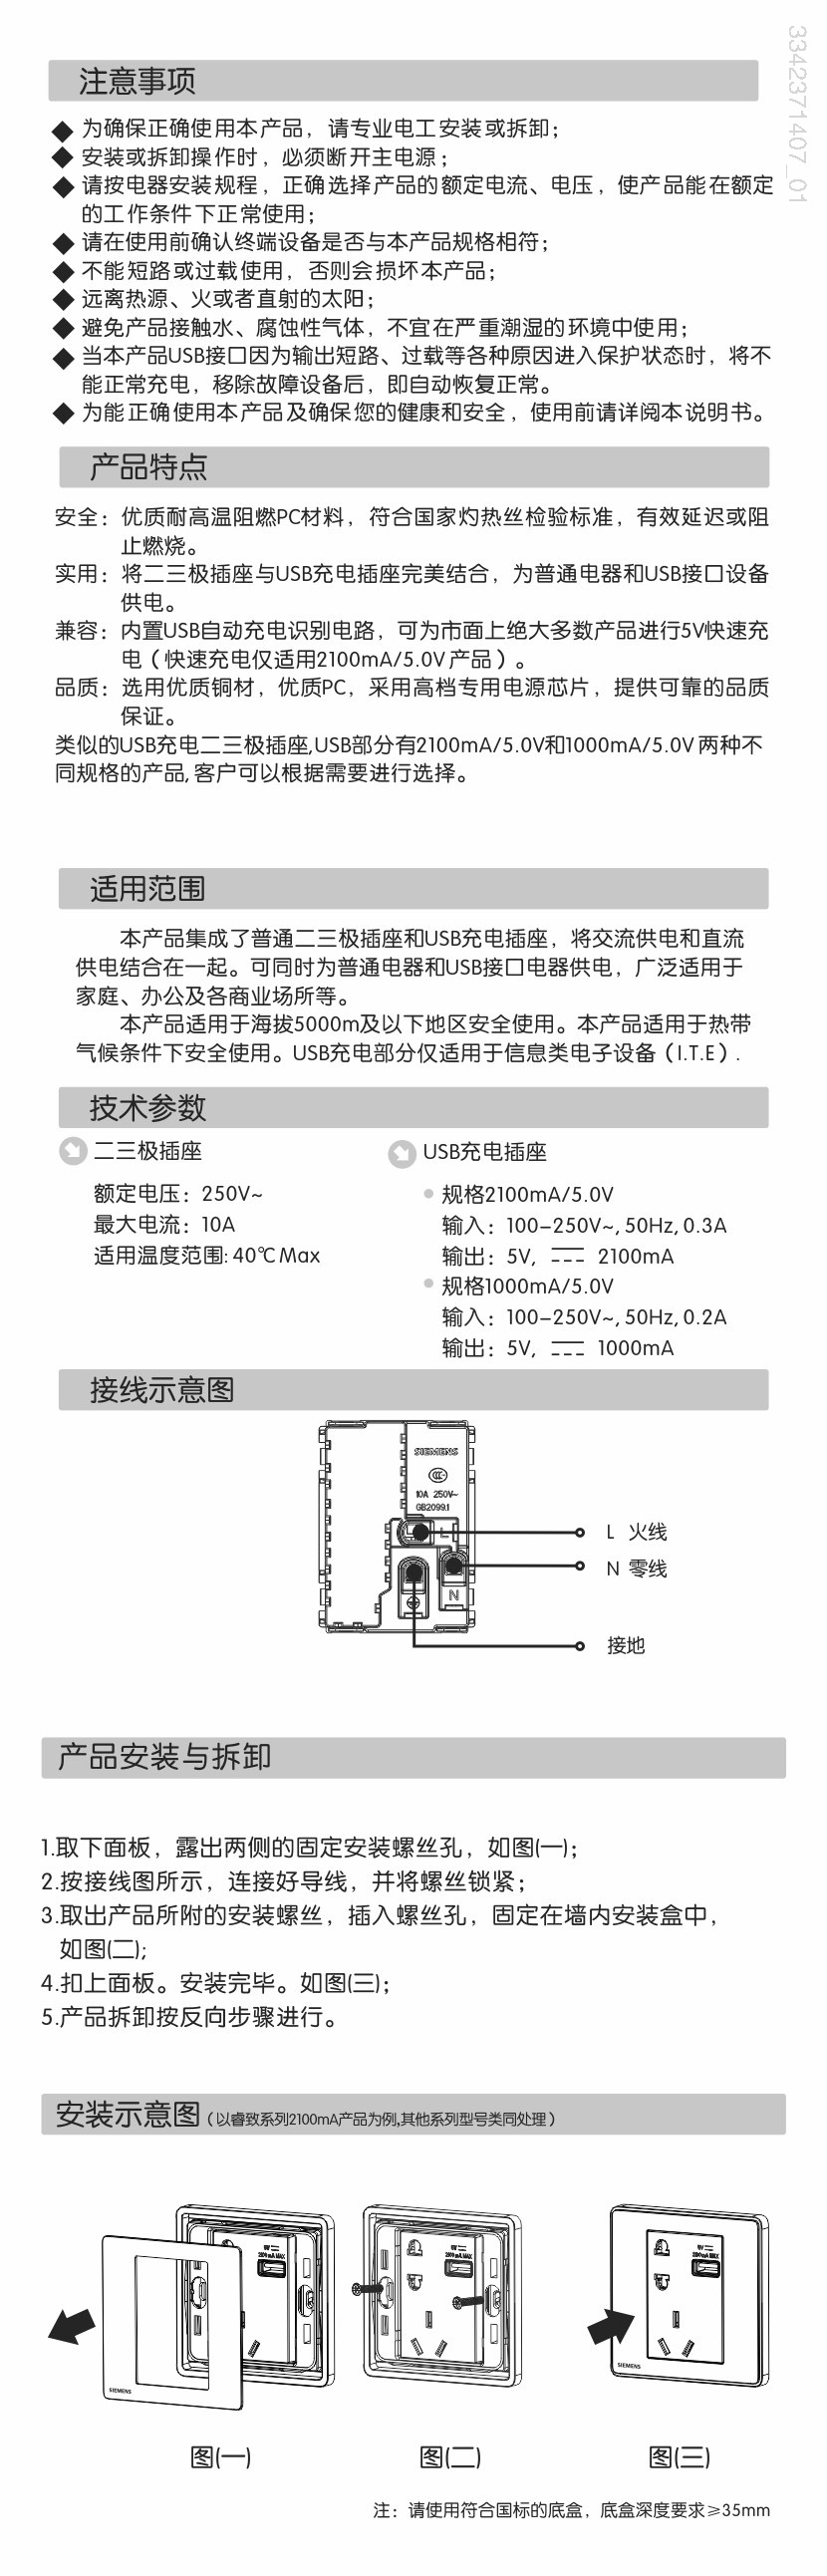 3342371407_01
注意事项
◆ 为确保正确使用本产品，请专业电工安装或拆卸；
◆ 安装或拆卸操作时，必须断开主电源；
◆ 请按电器安装规程，正确选择产品的额定电流、电压，使产品能在额定
的工作条件下正常使用；
◆ 请在使用前确认终端设备是否与本产品规格相符；
◆ 不能短路或过载使用，否则会损坏本产品；
◆ 远离热源、火或者直射的太阳；
◆ 避免产品接触水、腐蚀性气体，不宜在严重潮湿的环境中使用；
◆ 当本产品USB接口因为输出短路、过载等各种原因进入保护状态时，将不
能正常充电，移除故障设备后，即自动恢复正常。
◆ 为能正确使用本产品及确保您的健康和安全，使用前请详阅本说明书。
产品特点
安全：优质耐高温阻燃PC材料，符合国家灼热丝检验标准，有效延迟或阻
止燃烧。
实用：将二三极插座与USB充电插座完美结合，为普通电器和USB接口设备
供电。
兼容：内置USB自动充电识别电路，可为市面上绝大多数产品进行5V快速充
电（快速充电仅适用2100mA/5.0V产品）。
品质：选用优质铜材，优质PC，采用高档专用电源芯片，提供可靠的品质
保证。
类似的USB充电二三极插座,USB部分有2100mA/5.0V和1000mA/5.0V两种不
同规格的产品,客户可以根据需要进行选择。
适用范围
本产品集成了普通二三极插座和USB充电插座，将交流供电和直流
供电结合在一起。可同时为普通电器和USB接口电器供电，广泛适用于
家庭、办公及各商业场所等。
本产品适用于海拔5000m及以下地区安全使用。本产品适用于热带
气候条件下安全使用。USB充电部分仅适用于信息类电子设备（I.T.E）.
技术参数
二三极插座
额定电压：250V~
最大电流：10A
适用温度范围:40℃Max
USB充电插座
规格2100mA/5.0V
输入：100-250V~, 50Hz, 0.3A
输出：5V, ⎓ 2100mA
规格1000mA/5.0V
输入：100-250V~, 50Hz, 0.2A
输出：5V, ⎓ 1000mA
接线示意图
SIEMENS
10A 250V~
GB2099.1
L
N
L 火线
N 零线
接地
产品安装与拆卸
1.取下面板，露出两侧的固定安装螺丝孔，如图(一)；
2.按接线图所示，连接好导线，并将螺丝锁紧；
3.取出产品所附的安装螺丝，插入螺丝孔，固定在墙内安装盒中，
如图(二);
4.扣上面板。安装完毕。如图(三)；
5.产品拆卸按反向步骤进行。
安装示意图（以睿致系列2100mA产品为例,其他系列型号类同处理）
5V ⎓
2100mA MAX
SIEMENS
5V ⎓
2100mA MAX
5V ⎓
2100mA MAX
SIEMENS
图(一)
图(二)
图(三)
注：请使用符合国标的底盒，底盒深度要求≥35mm